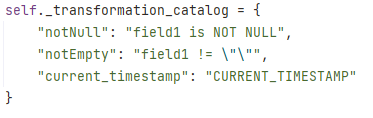 self._transformation_catalog = {
    "notNull": "field1 is NOT NULL",
    "notEmpty": "field1 != \"\"",
    "current_timestamp": "CURRENT_TIMESTAMP"
}